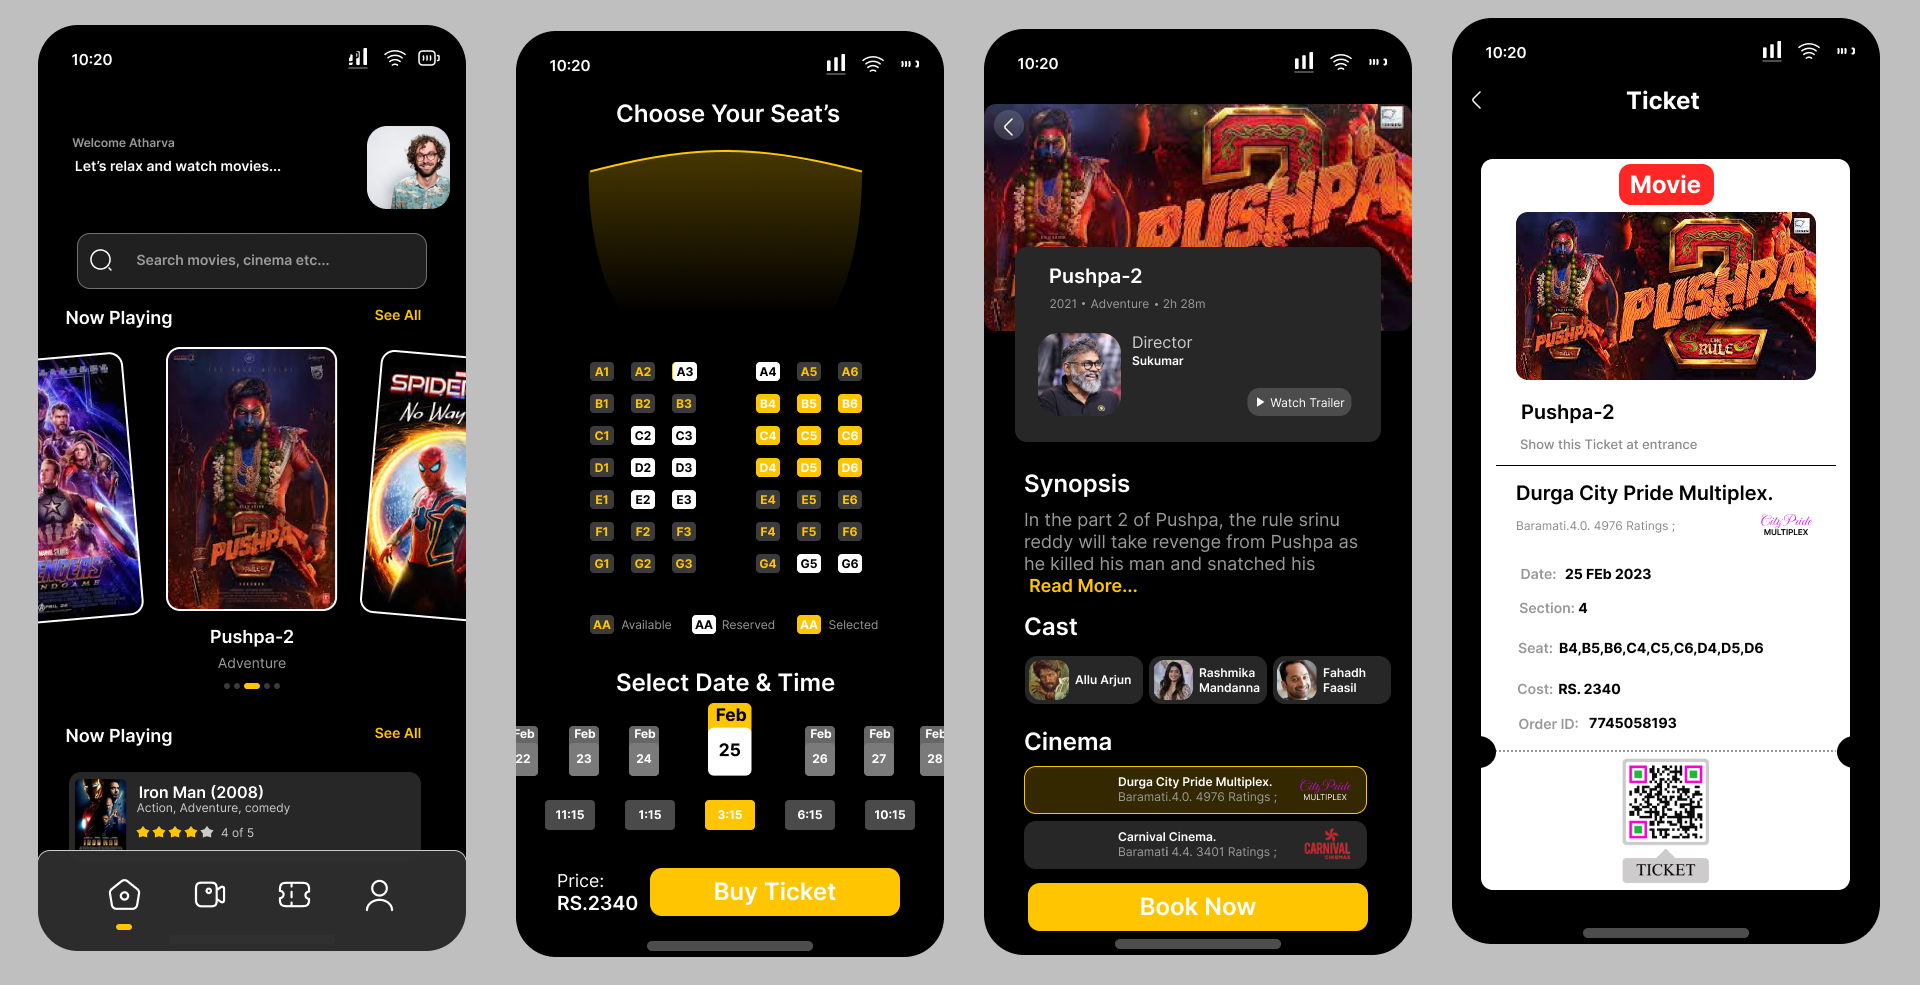 10:20
Welcome Atharva
Let's relax and watch movies...
Search movies, cinema etc...
Now Playing
See All
SPIDER
No Way
PUSHPA
2
THE RULE
AVENGERS
ENDGAME
Pushpa-2
Adventure
Now Playing
See All
Iron Man (2008)
Action, Adventure, comedy
4 of 5
IRON MAN
10:20
Choose Your Seat’s
A1 A2 A3 A4 A5 A6
B1 B2 B3 B4 B5 B6
C1 C2 C3 C4 C5 C6
D1 D2 D3 D4 D5 D6
E1 E2 E3 E4 E5 E6
F1 F2 F3 F4 F5 F6
G1 G2 G3 G4 G5 G6
AA Available AA Reserved AA Selected
Select Date & Time
Feb Feb Feb Feb Feb Feb Feb
22 23 24 25 26 27 28
11:15 1:15 3:15 6:15 10:15
Price:
RS.2340
Buy Ticket
10:20
2
PUSHPA
Pushpa-2
2021 • Adventure • 2h 28m
Director
Sukumar
Watch Trailer
Synopsis
In the part 2 of Pushpa, the rule srinu
reddy will take revenge from Pushpa as
he killed his man and snatched his
Read More...
Cast
Allu Arjun
Rashmika
Mandanna
Fahadh
Faasil
Cinema
Durga City Pride Multiplex.
Baramati.4.0. 4976 Ratings ;
City Pride
MULTIPLEX
Carnival Cinema.
Baramati 4.4. 3401 Ratings ;
CARNIVAL
CINEMAS
Book Now
10:20
Ticket
Movie
2
PUSHPA
PUSHPA
THE
RULE
Pushpa-2
Show this Ticket at entrance
Durga City Pride Multiplex.
Baramati.4.0. 4976 Ratings ;
City Pride
MULTIPLEX
Date: 25 FEb 2023
Section: 4
Seat: B4,B5,B6,C4,C5,C6,D4,D5,D6
Cost: RS. 2340
Order ID: 7745058193
TICKET